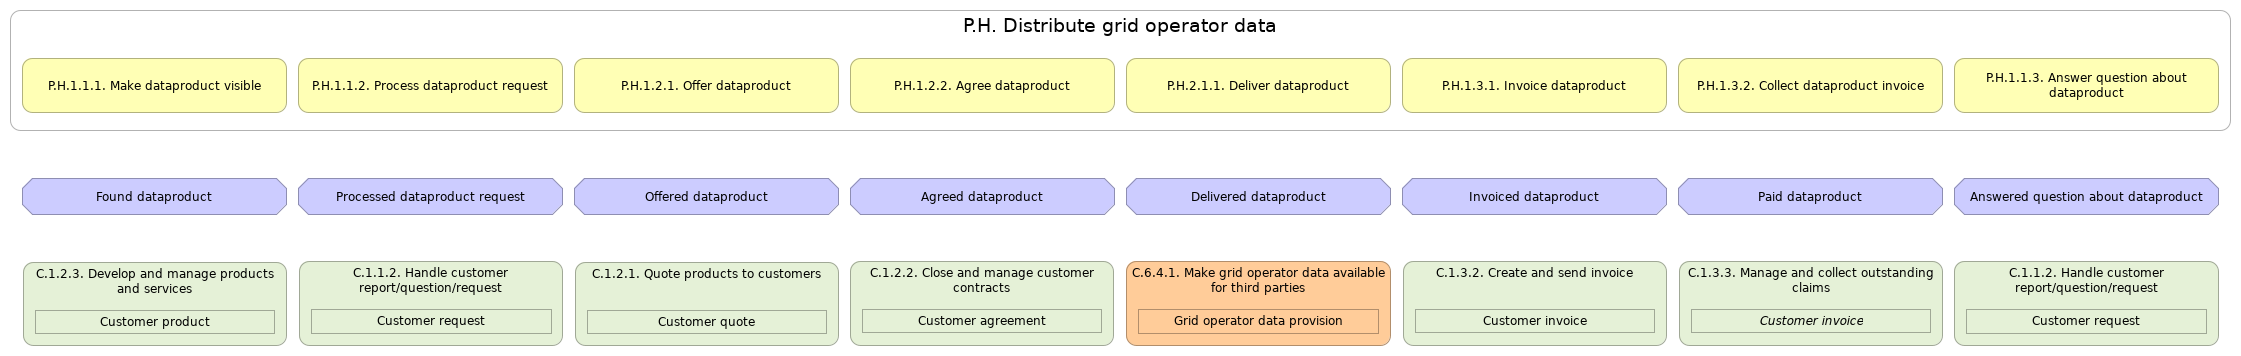 P.H. Distribute grid operator data
P.H.1.1.1. Make dataproduct visible
P.H.1.1.2. Process dataproduct request
P.H.1.2.1. Offer dataproduct
P.H.1.2.2. Agree dataproduct
P.H.2.1.1. Deliver dataproduct
P.H.1.3.1. Invoice dataproduct
P.H.1.3.2. Collect dataproduct invoice
P.H.1.1.3. Answer question about
dataproduct
Found dataproduct
Processed dataproduct request
Offered dataproduct
Agreed dataproduct
Delivered dataproduct
Invoiced dataproduct
Paid dataproduct
Answered question about dataproduct
C.1.2.3. Develop and manage products
and services
Customer product
C.1.1.2. Handle customer
report/question/request
Customer request
C.1.2.1. Quote products to customers
Customer quote
C.1.2.2. Close and manage customer
contracts
Customer agreement
C.6.4.1. Make grid operator data available
for third parties
Grid operator data provision
C.1.3.2. Create and send invoice
Customer invoice
C.1.3.3. Manage and collect outstanding
claims
Customer invoice
C.1.1.2. Handle customer
report/question/request
Customer request